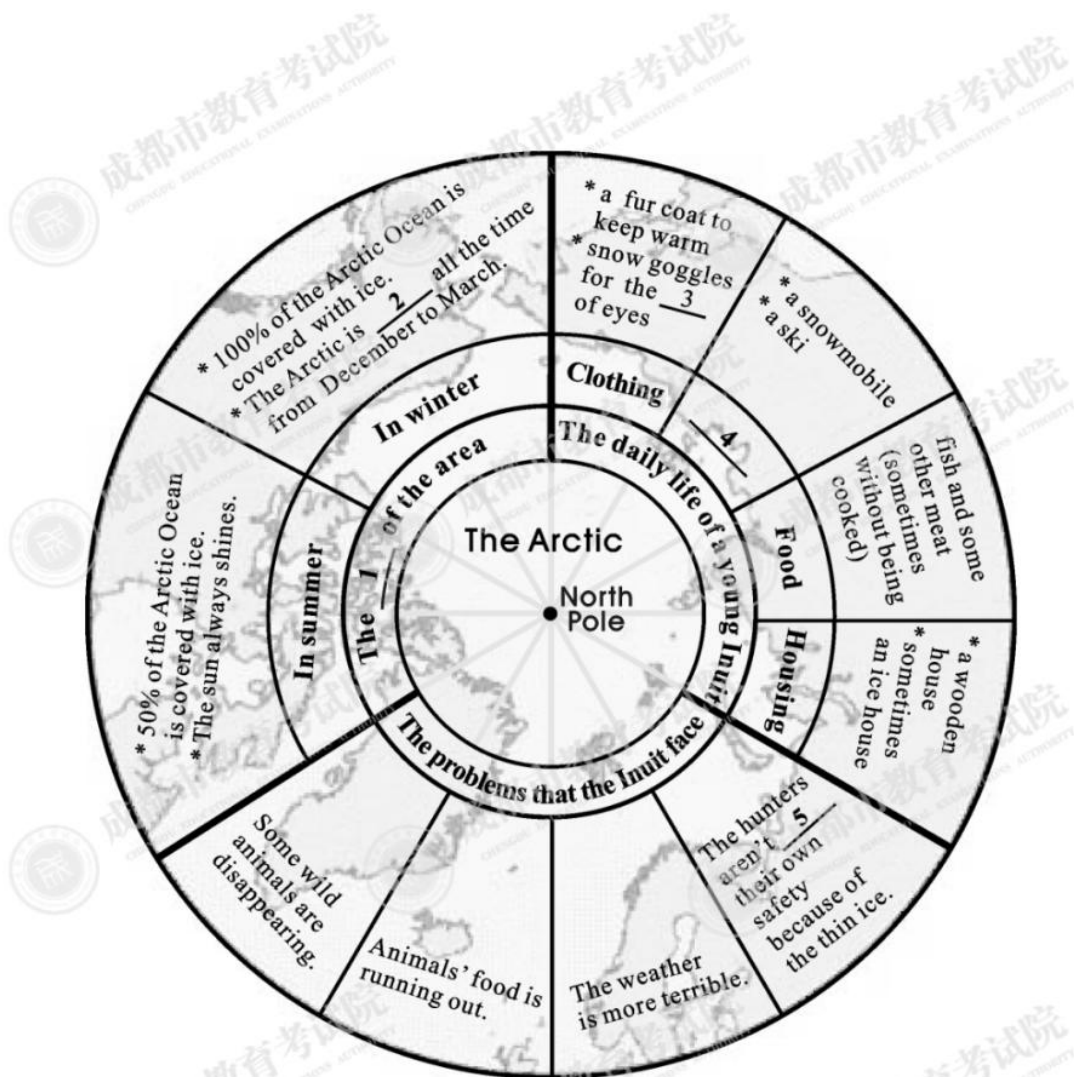 * 100% of the Arctic Ocean is
covered with ice.
* The Arctic is 2 all the time
from December to March.
* a fur coat to
keep warm
* snow goggles
for the 3
of eyes
* a snowmobile
* a ski
fish and some
other meat
(sometimes
without being
cooked)
* a wooden
house
* sometimes
an ice house
In winter
Clothing
4
Food
Housing
The 1 of the area
The daily life of a young Inuit
The Arctic
North
Pole
In summer
* 50% of the Arctic Ocean
is covered with ice.
* The sun always shines.
The problems that the Inuit face
Some wild
animals are
disappearing.
Animals' food is
running out.
The weather
is more terrible.
The hunters
aren't 5
their own
safety
because of
the thin ice.
成都市教育考试院
CHENGDU EDUCATIONAL EXAMINATIONS AUTHORITY